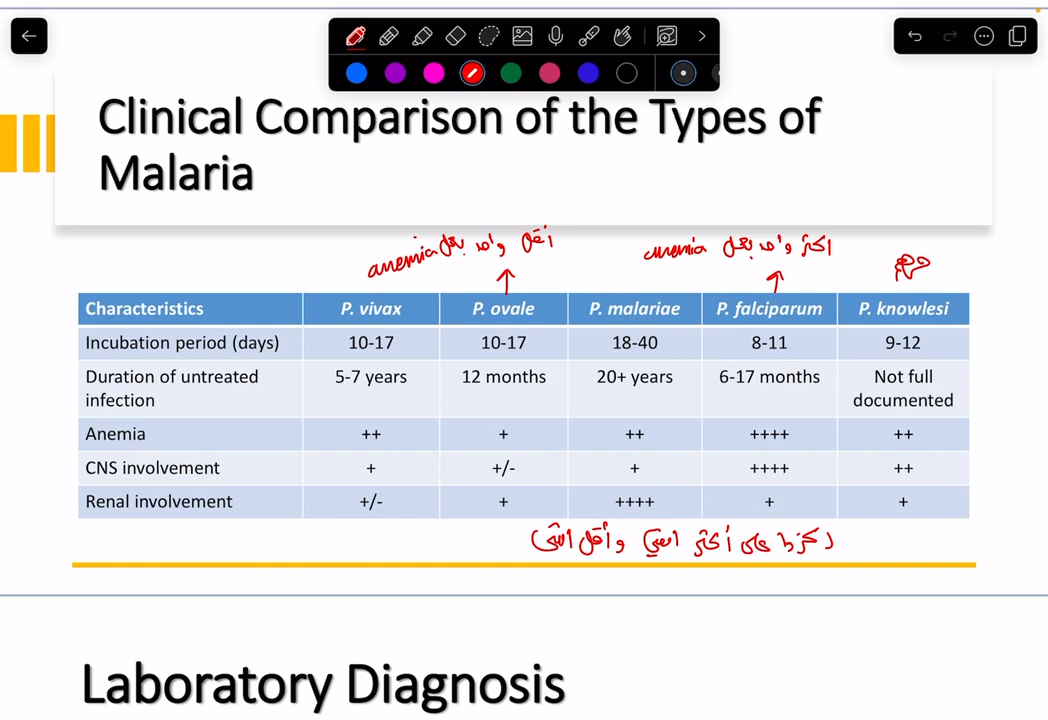 Clinical Comparison of the Types of
Malaria
أقل واحد بعمل anemia
اكثر واحد بعمل anemia
مهم
Characteristics P. vivax P. ovale P. malariae P. falciparum P. knowlesi
Incubation period (days) 10-17 10-17 18-40 8-11 9-12
Duration of untreated infection 5-7 years 12 months 20+ years 6-17 months Not full documented
Anemia ++ + ++ ++++ ++
CNS involvement + +/- + ++++ ++
Renal involvement +/- + ++++ + +
ركزوا على أكثر اشي وأقل اشي
Laboratory Diagnosis